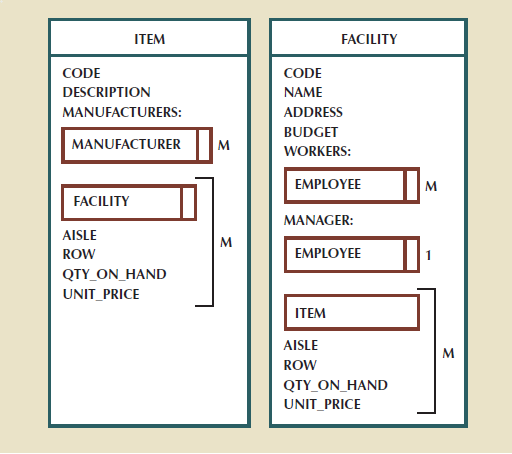 ITEM
CODE
DESCRIPTION
MANUFACTURERS:
MANUFACTURER M
FACILITY
AISLE
ROW
QTY_ON_HAND
UNIT_PRICE
M
FACILITY
CODE
NAME
ADDRESS
BUDGET
WORKERS:
EMPLOYEE M
MANAGER:
EMPLOYEE 1
ITEM
AISLE
ROW
QTY_ON_HAND
UNIT_PRICE
M